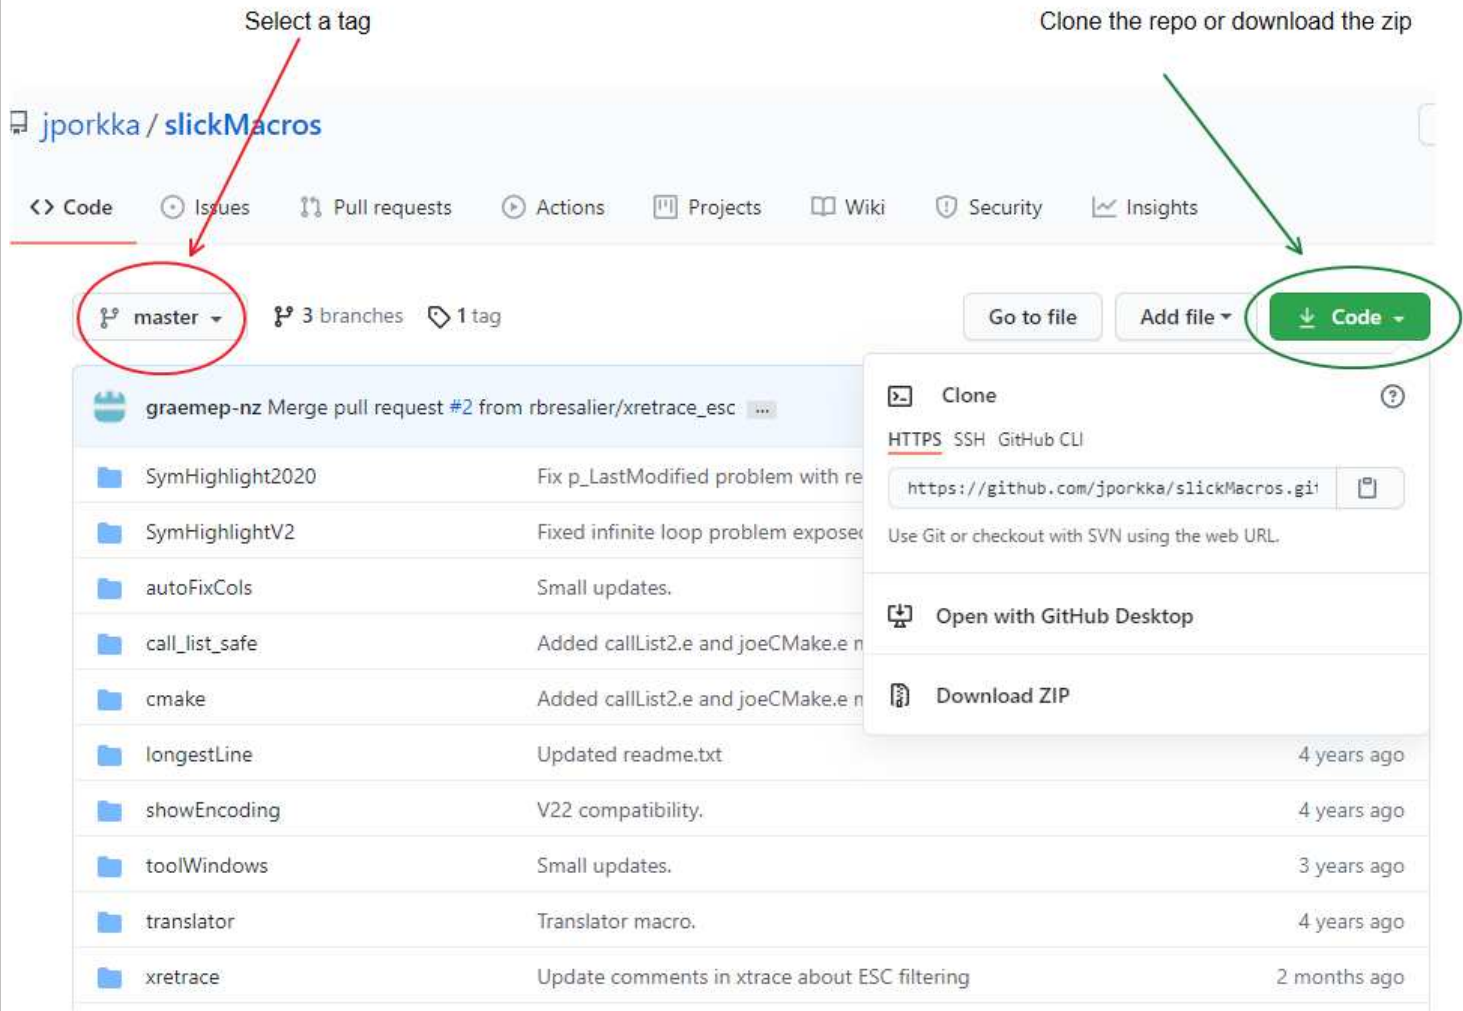 Select a tag
Clone the repo or download the zip
jporkka / slickMacros
<> Code Issues Pull requests Actions Projects Wiki Security Insights
master 3 branches 1 tag Go to file Add file Code
graemep-nz Merge pull request #2 from rbresalier/xretrace_esc ...
Clone
HTTPS SSH GitHub CLI
https://github.com/jporkka/slickMacros.git
Use Git or checkout with SVN using the web URL.
Open with GitHub Desktop
Download ZIP
SymHighlight2020 Fix p_LastModified problem with re
SymHighlightV2 Fixed infinite loop problem exposed
autoFixCols Small updates.
call_list_safe Added callList2.e and joeCMake.e
cmake Added callList2.e and joeCMake.e
longestLine Updated readme.txt 4 years ago
showEncoding V22 compatibility. 4 years ago
toolWindows Small updates. 3 years ago
translator Translator macro. 4 years ago
xretrace Update comments in xtrace about ESC filtering 2 months ago